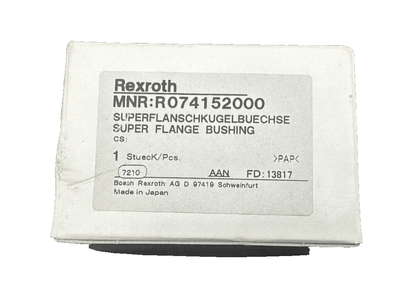 Rexroth
MNR:R074152000
SUPERFLANSCHKUGELBUECHSE
SUPER FLANGE BUSHING
CS:
1 StuecK/Pcs. >PAP<
7210 AAN FD:13817
Bosch Rexroth AG D 97419 Schweinfurt
Made in Japan